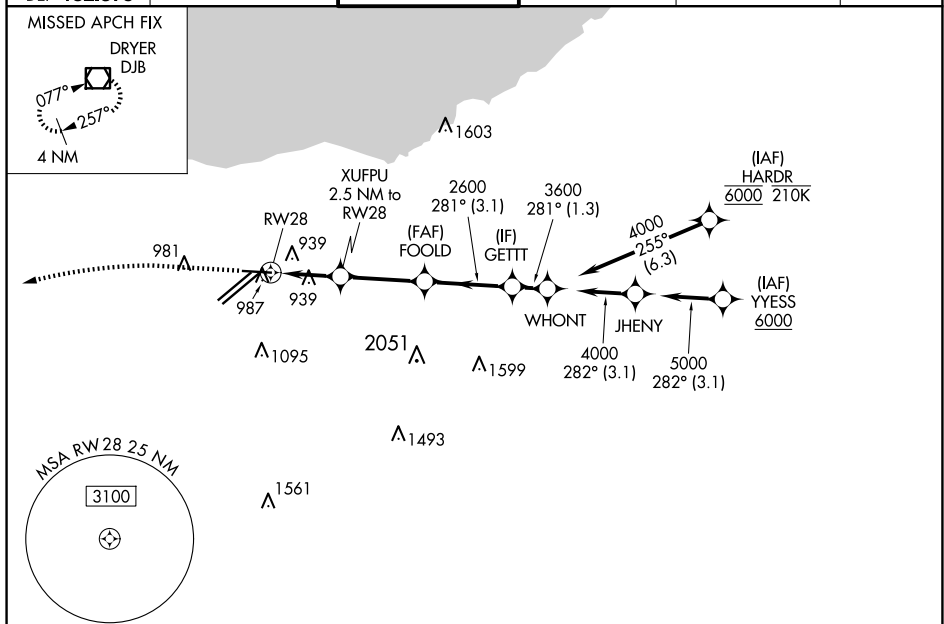 MISSED APCH FIX
DRYER
DJB
077°
257°
4 NM
1603
(IAF)
HARDR
6000 210K
XUFPU
2.5 NM to
RW28
2600
281° (3.1)
3600
281° (1.3)
RW28
(FAF)
FOOLD
(IF)
GETTT
4000
255°
(6.3)
981
939
939
987
WHONT
JHENY
(IAF)
YYESS
6000
1095
2051
1599
4000
282° (3.1)
5000
282° (3.1)
1493
1561
MSA RW 28 25 NM
3100